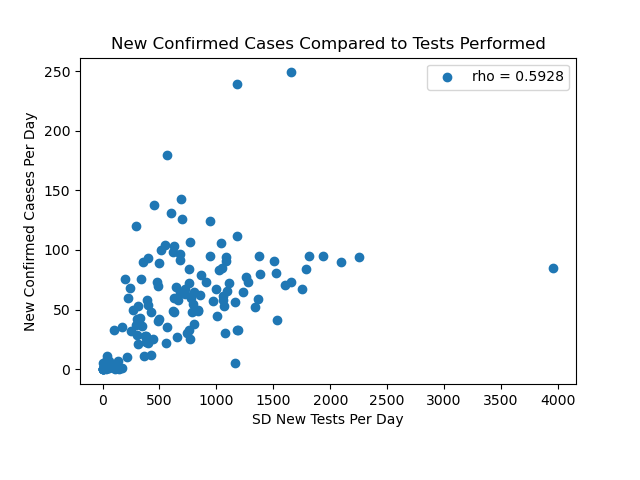 New Confirmed Cases Compared to Tests Performed
rho = 0.5928
New Confirmed Caeses Per Day
250
200
150
100
50
0
0 500 1000 1500 2000 2500 3000 3500 4000
SD New Tests Per Day